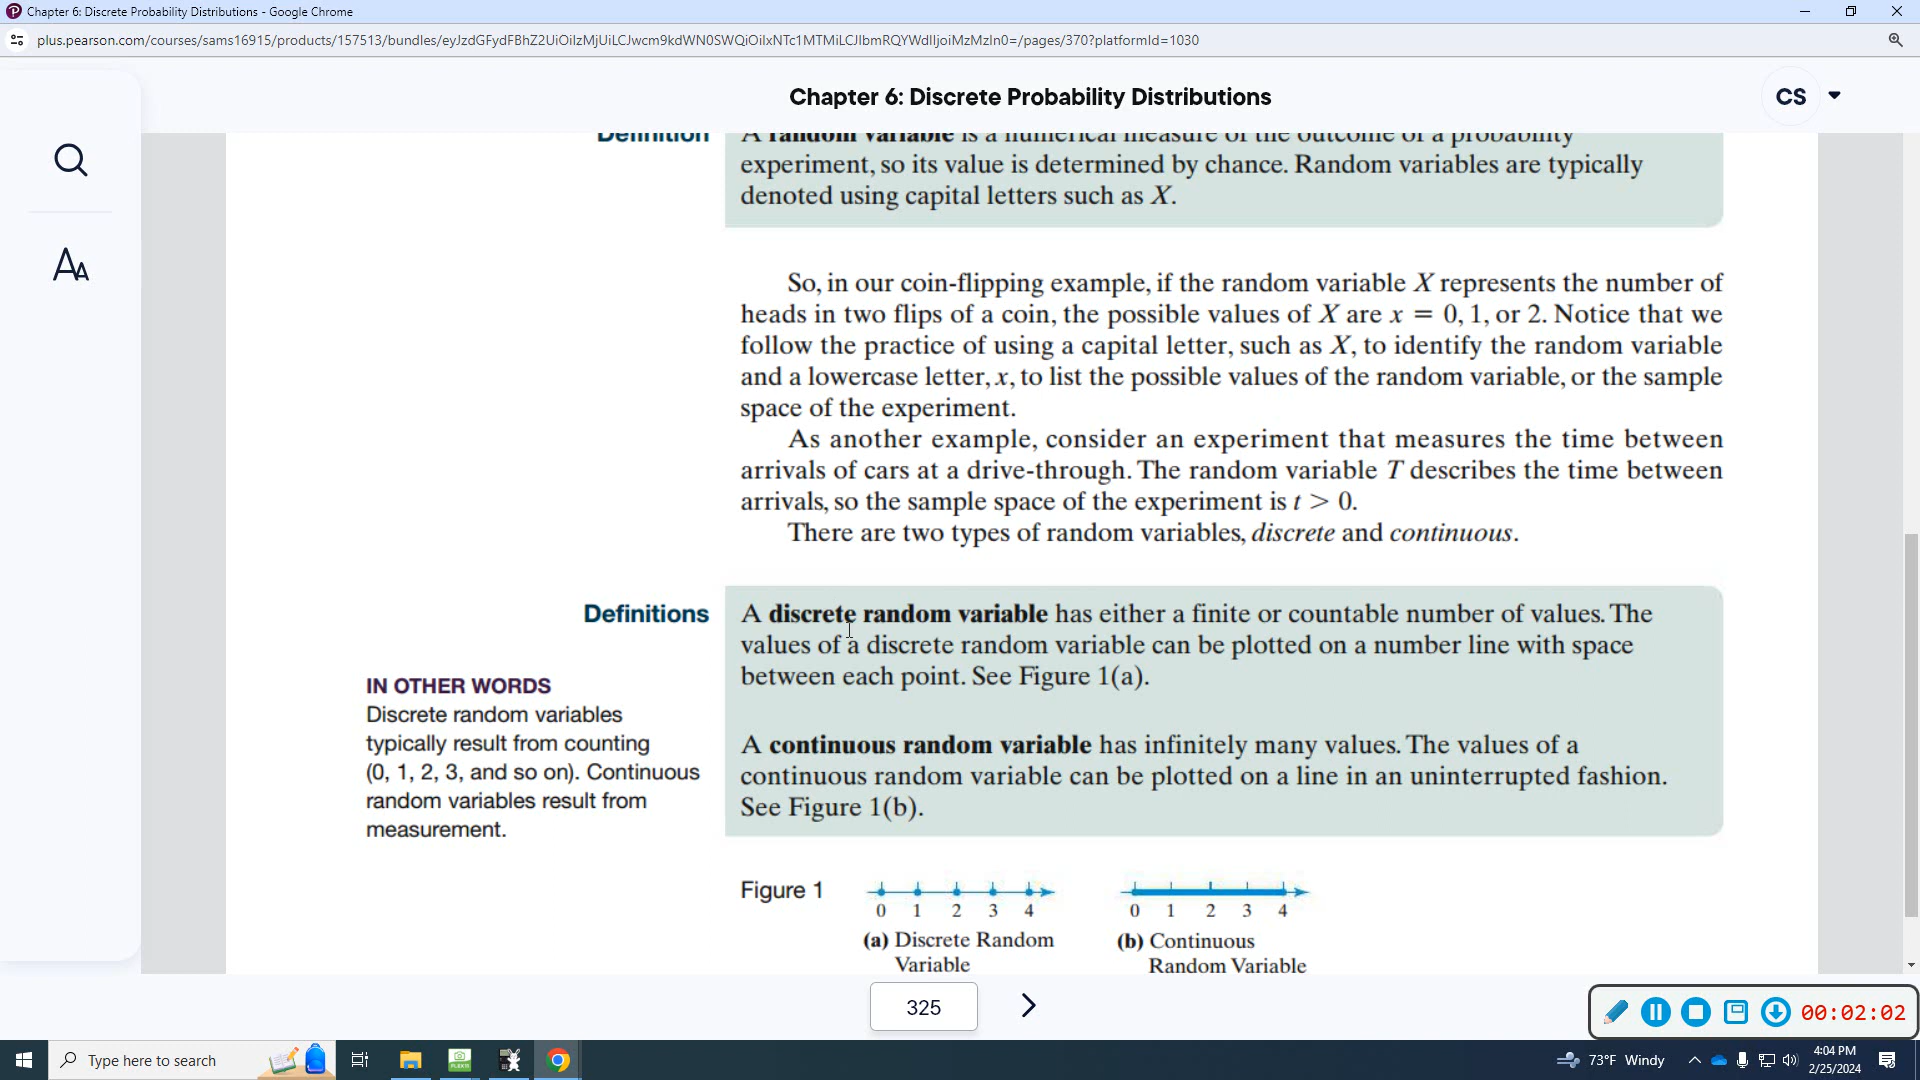 Chapter 6: Discrete Probability Distributions - Google Chrome
Chapter 6: Discrete Probability Distributions
CS
Definition
A random variable is a numerical measure of the outcome of a probability
experiment, so its value is determined by chance. Random variables are typically
denoted using capital letters such as X.
So, in our coin-flipping example, if the random variable X represents the number of
heads in two flips of a coin, the possible values of X are x = 0, 1, or 2. Notice that we
follow the practice of using a capital letter, such as X, to identify the random variable
and a lowercase letter, x, to list the possible values of the random variable, or the sample
space of the experiment.
As another example, consider an experiment that measures the time between
arrivals of cars at a drive-through. The random variable T describes the time between
arrivals, so the sample space of the experiment is t > 0.
There are two types of random variables, discrete and continuous.
Definitions
A discrete random variable has either a finite or countable number of values. The
values of a discrete random variable can be plotted on a number line with space
between each point. See Figure 1(a).
A continuous random variable has infinitely many values. The values of a
continuous random variable can be plotted on a line in an uninterrupted fashion.
See Figure 1(b).
IN OTHER WORDS
Discrete random variables
typically result from counting
(0, 1, 2, 3, and so on). Continuous
random variables result from
measurement.
Figure 1
0 1 2 3 4
(a) Discrete Random
Variable
0 1 2 3 4
(b) Continuous
Random Variable
325
00:02:02
Type here to search
73°F Windy
4:04 PM
2/25/2024